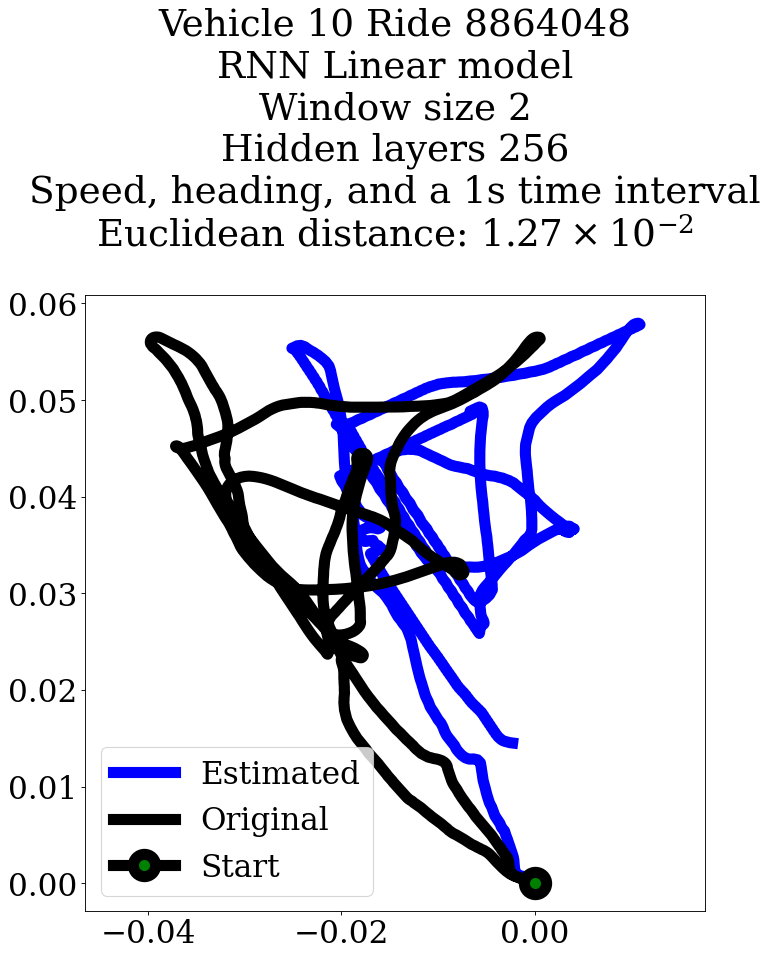 Vehicle 10 Ride 8864048
RNN Linear model
Window size 2
Hidden layers 256
Speed, heading, and a 1s time interval
Euclidean distance: 1.27 × 10⁻²
0.06
0.05
0.04
0.03
0.02
0.01
0.00
Estimated
Original
Start
−0.04 −0.02 0.00